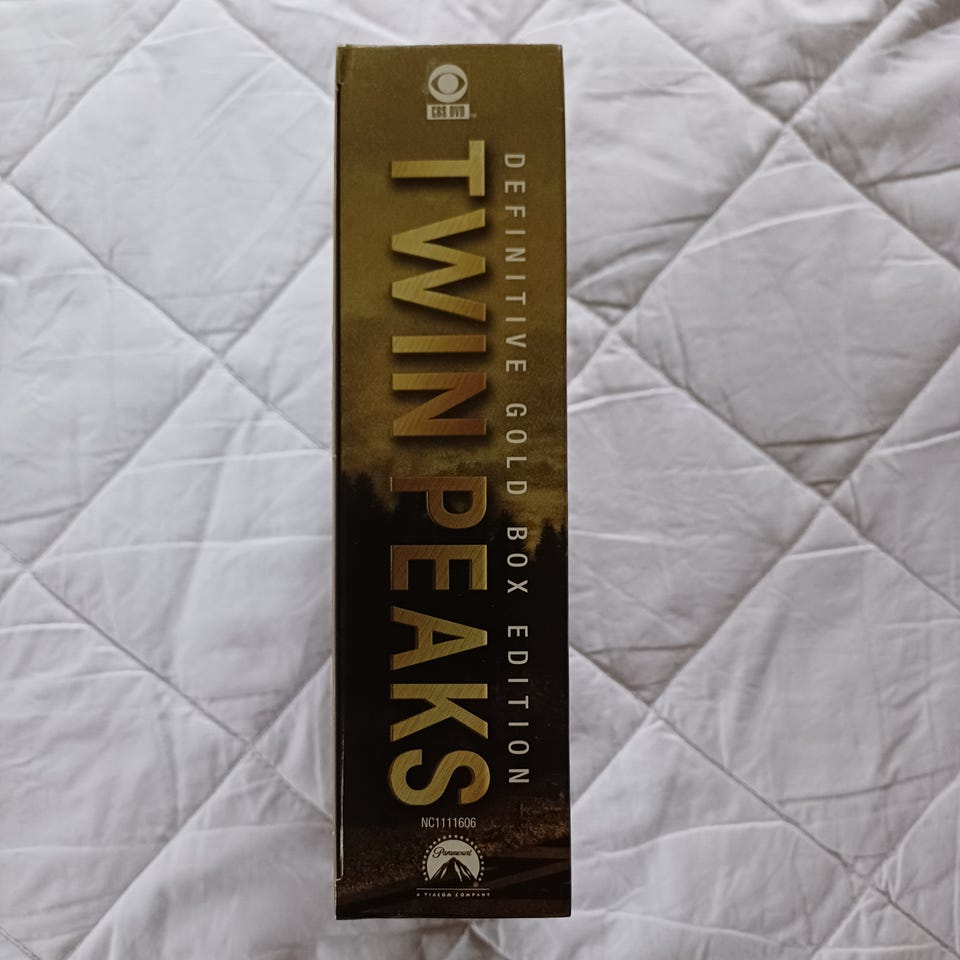 CBS DVD
DEFINITIVE GOLD BOX EDITION
TWIN PEAKS
NC1111606
Paramount
A VIACOM COMPANY